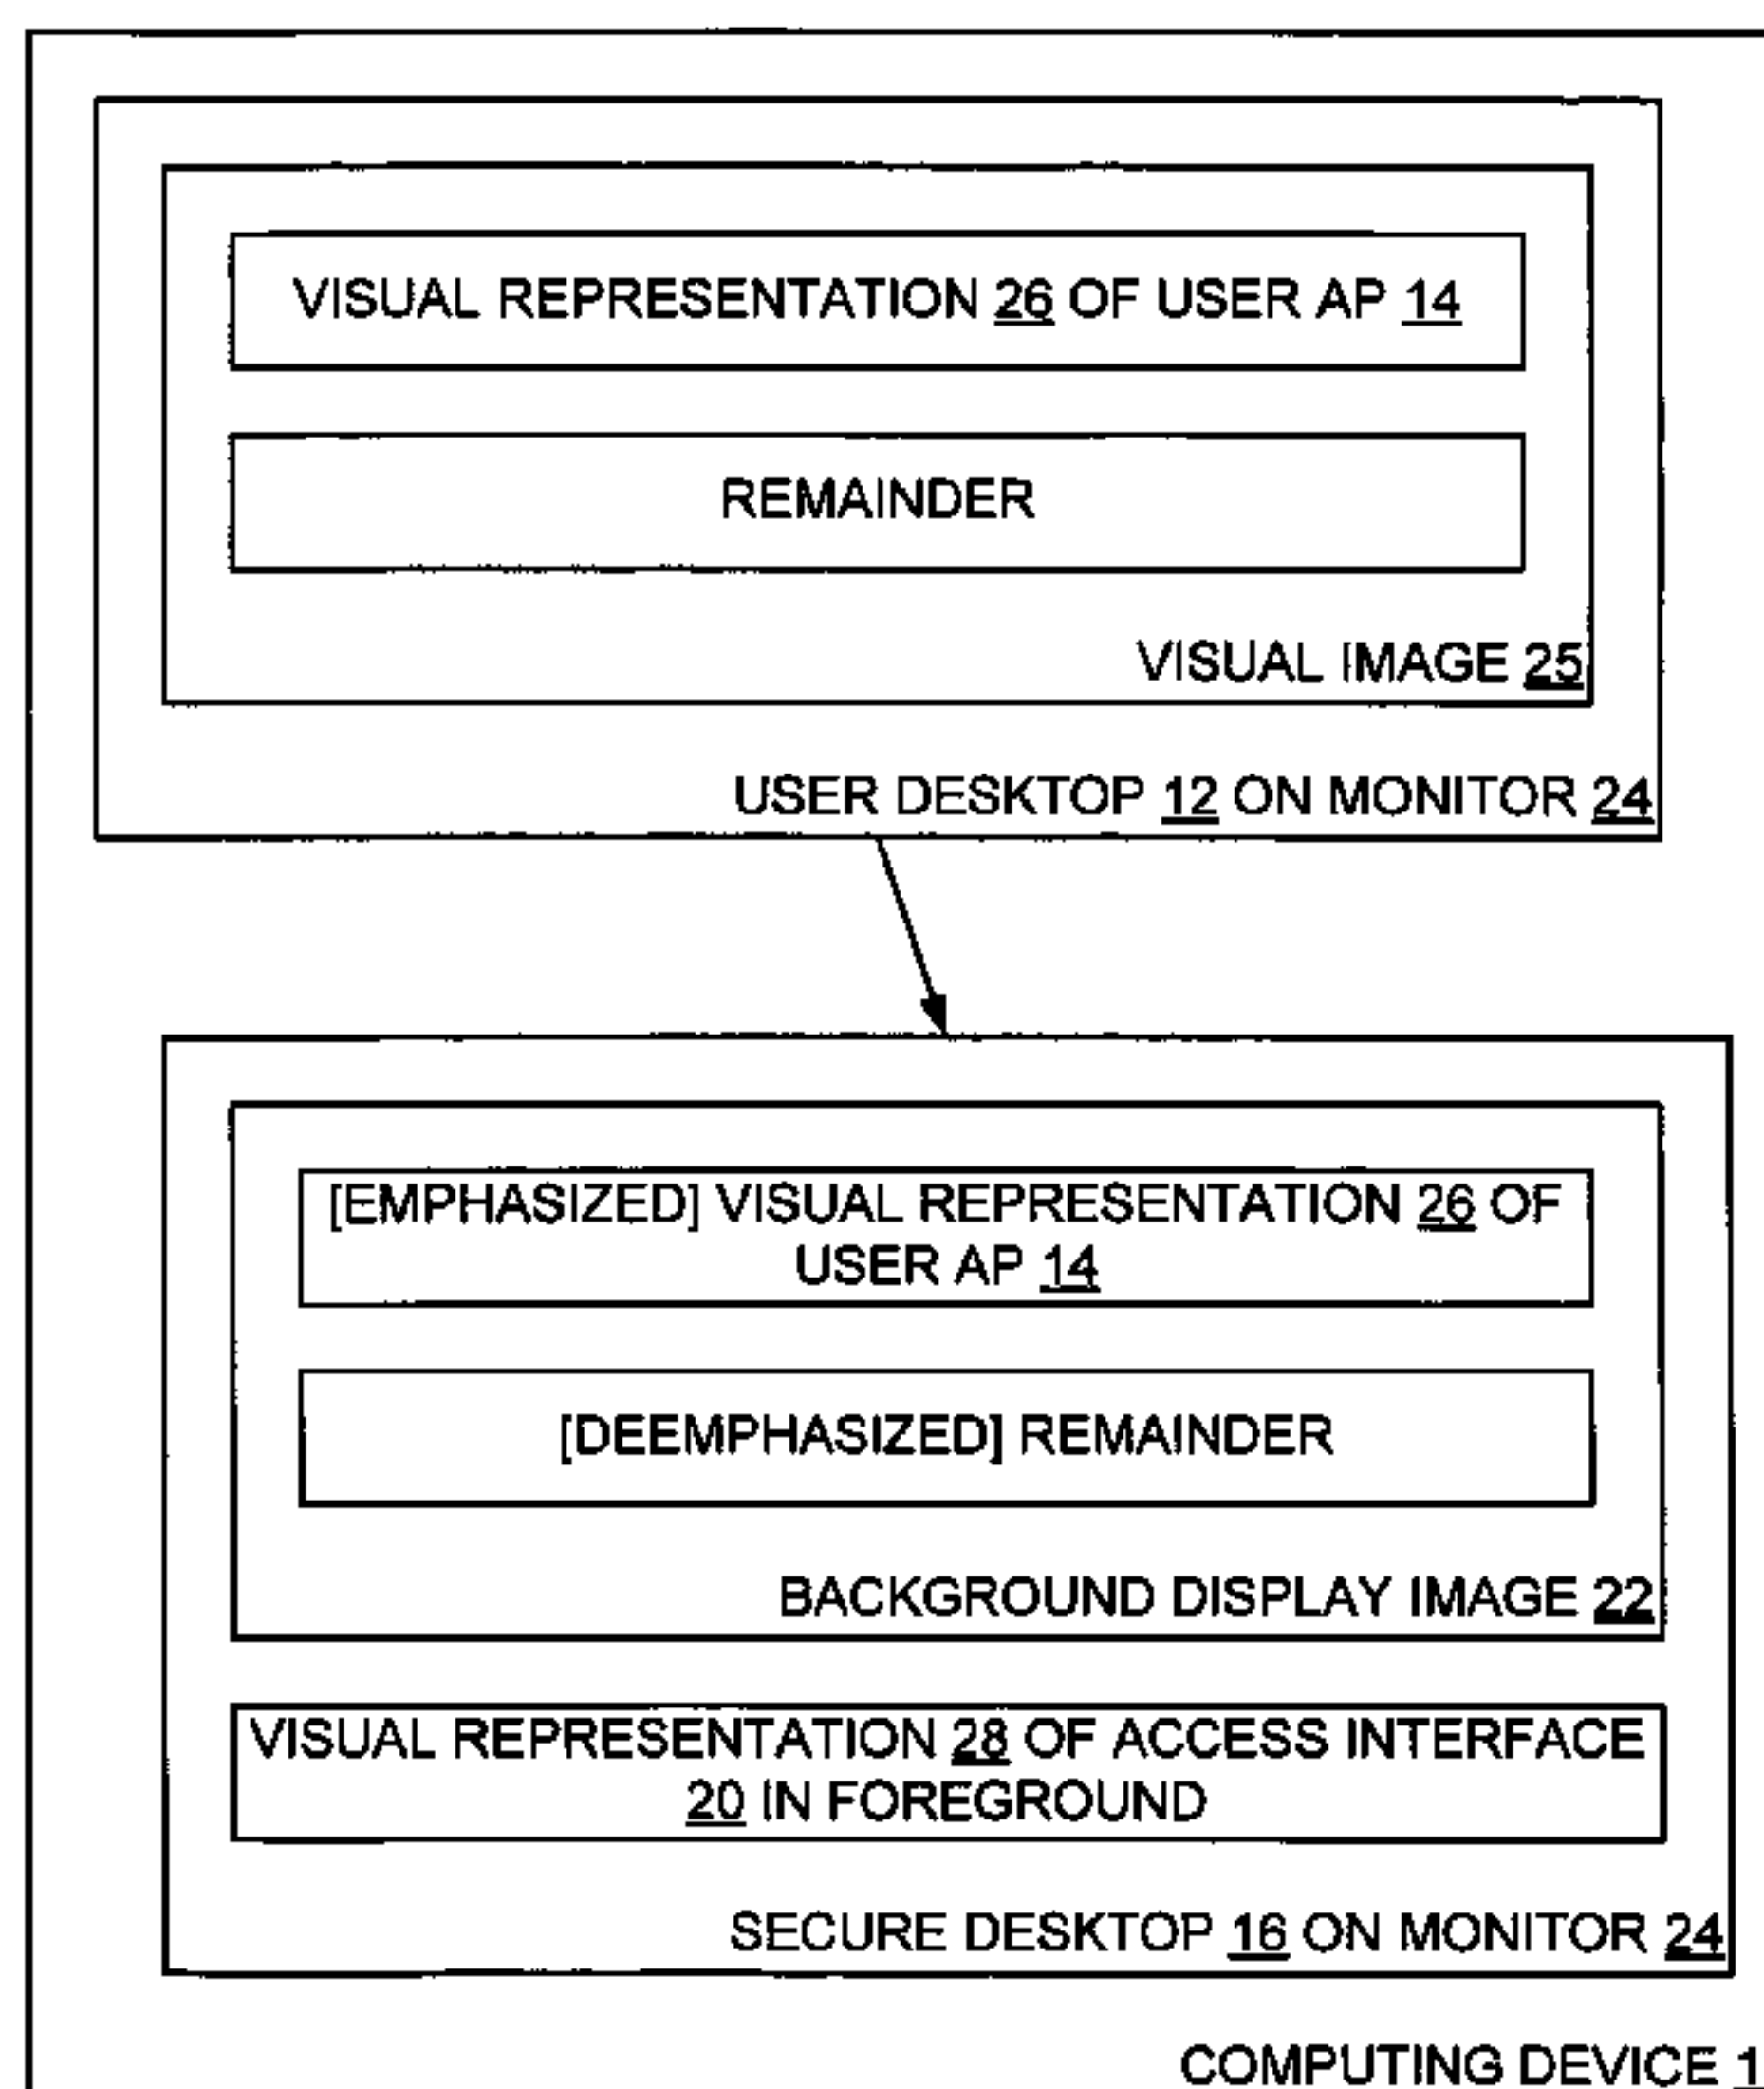 VISUAL REPRESENTATION 26 OF USER AP 14
REMAINDER
VISUAL IMAGE 25
USER DESKTOP 12 ON MONITOR 24
[EMPHASIZED] VISUAL REPRESENTATION 26 OF
USER AP 14
[DEEMPHASIZED] REMAINDER
BACKGROUND DISPLAY IMAGE 22
VISUAL REPRESENTATION 28 OF ACCESS INTERFACE
20 IN FOREGROUND
SECURE DESKTOP 16 ON MONITOR 24
COMPUTING DEVICE